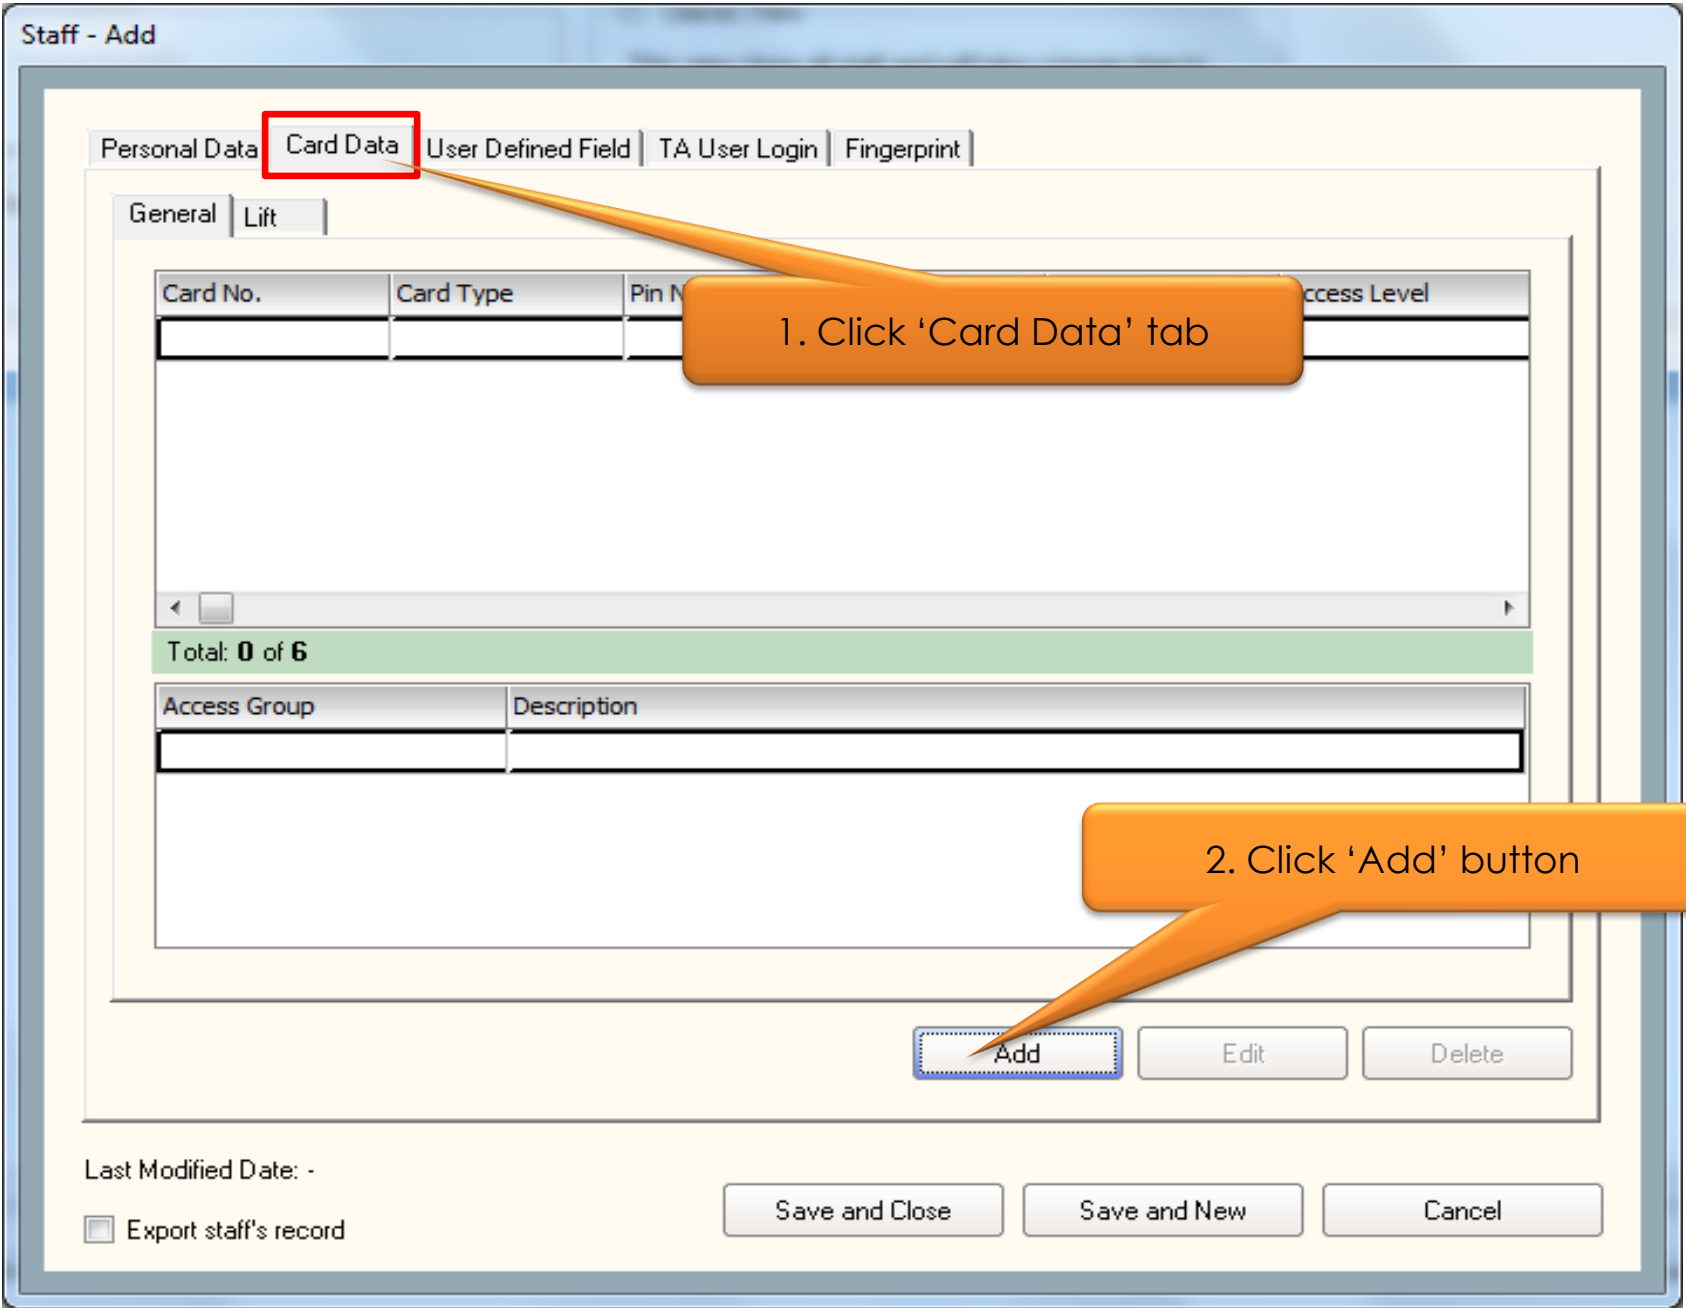 Staff - Add
Personal Data Card Data User Defined Field TA User Login Fingerprint
General Lift
Card No. Card Type Pin ccess Level
1. Click ‘Card Data’ tab
Total: 0 of 6
Access Group Description
2. Click ‘Add’ button
Add Edit Delete
Last Modified Date: -
Save and Close Save and New Cancel
Export staff's record